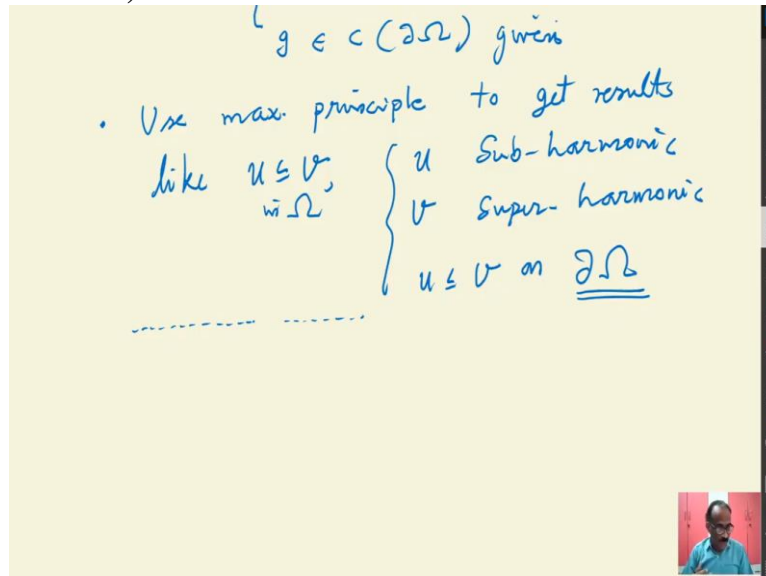 g ∈ C (∂Ω) given
• Use max. principle to get results
like u ≤ v, { u Sub-harmonic
in Ω v Super-harmonic
u ≤ v on ∂Ω